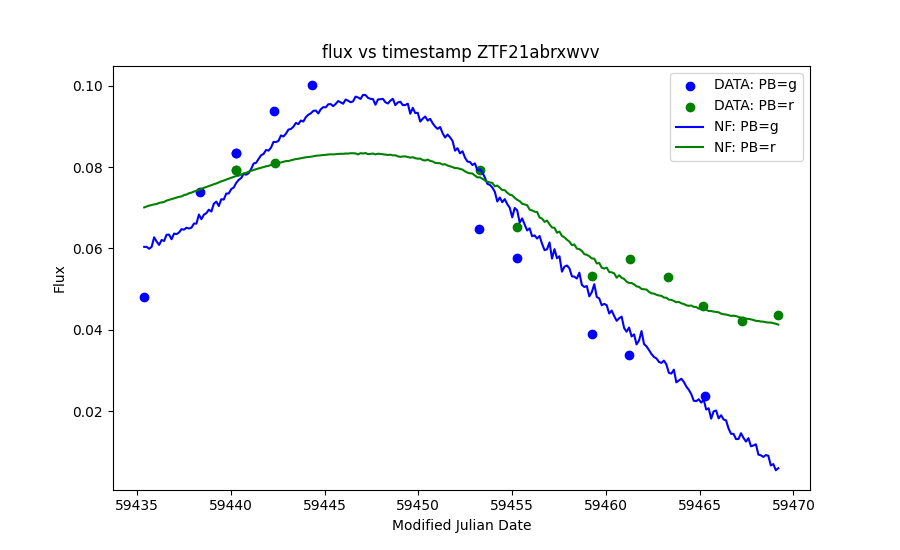 flux vs timestamp ZTF21abrxwvv
DATA: PB=g
DATA: PB=r
NF: PB=g
NF: PB=r
0.10
0.08
0.06
0.04
0.02
Flux
59435 59440 59445 59450 59455 59460 59465 59470
Modified Julian Date